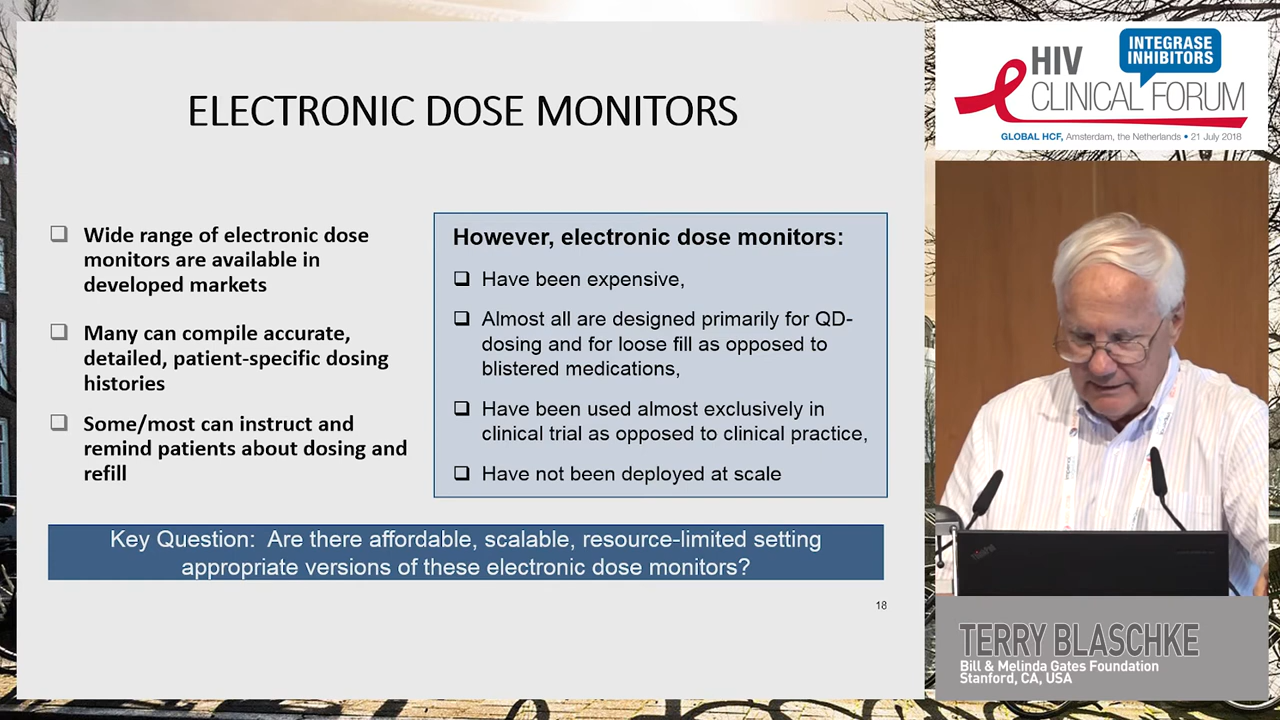 ELECTRONIC DOSE MONITORS
Wide range of electronic dose
monitors are available in
developed markets
Many can compile accurate,
detailed, patient-specific dosing
histories
Some/most can instruct and
remind patients about dosing and
refill
However, electronic dose monitors:
Have been expensive,
Almost all are designed primarily for QD-
dosing and for loose fill as opposed to
blistered medications,
Have been used almost exclusively in
clinical trial as opposed to clinical practice,
Have not been deployed at scale
Key Question: Are there affordable, scalable, resource-limited setting
appropriate versions of these electronic dose monitors?
18
INTEGRASE
INHIBITORS
HIV
CLINICAL FORUM
GLOBAL HCF, Amsterdam, the Netherlands • 21 July 2018
ThinkPad
TERRY BLASCHKE
Bill & Melinda Gates Foundation
Stanford, CA, USA